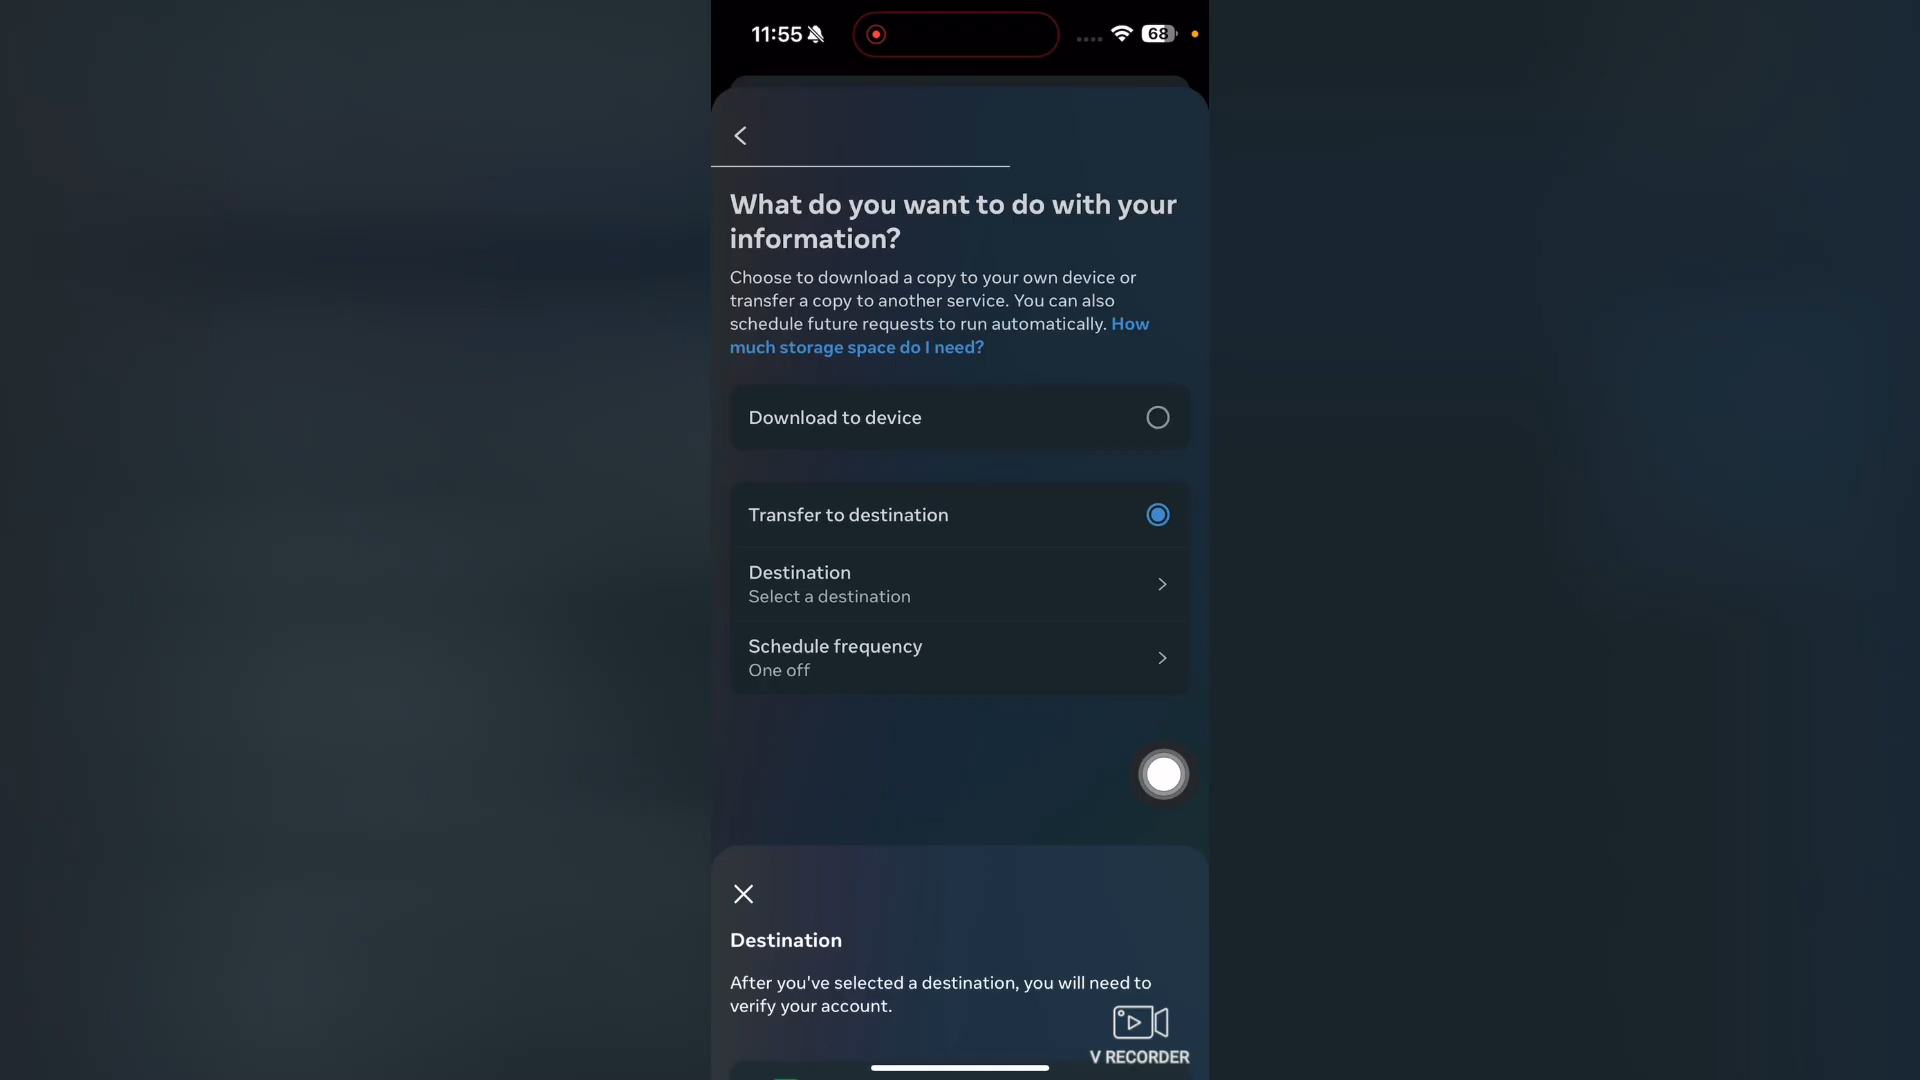 11:55
68
What do you want to do with your
information?
Choose to download a copy to your own device or
transfer a copy to another service. You can also
schedule future requests to run automatically. How
much storage space do I need?
Download to device
Transfer to destination
Destination
Select a destination
Schedule frequency
One off
Destination
After you've selected a destination, you will need to
verify your account.
V RECORDER